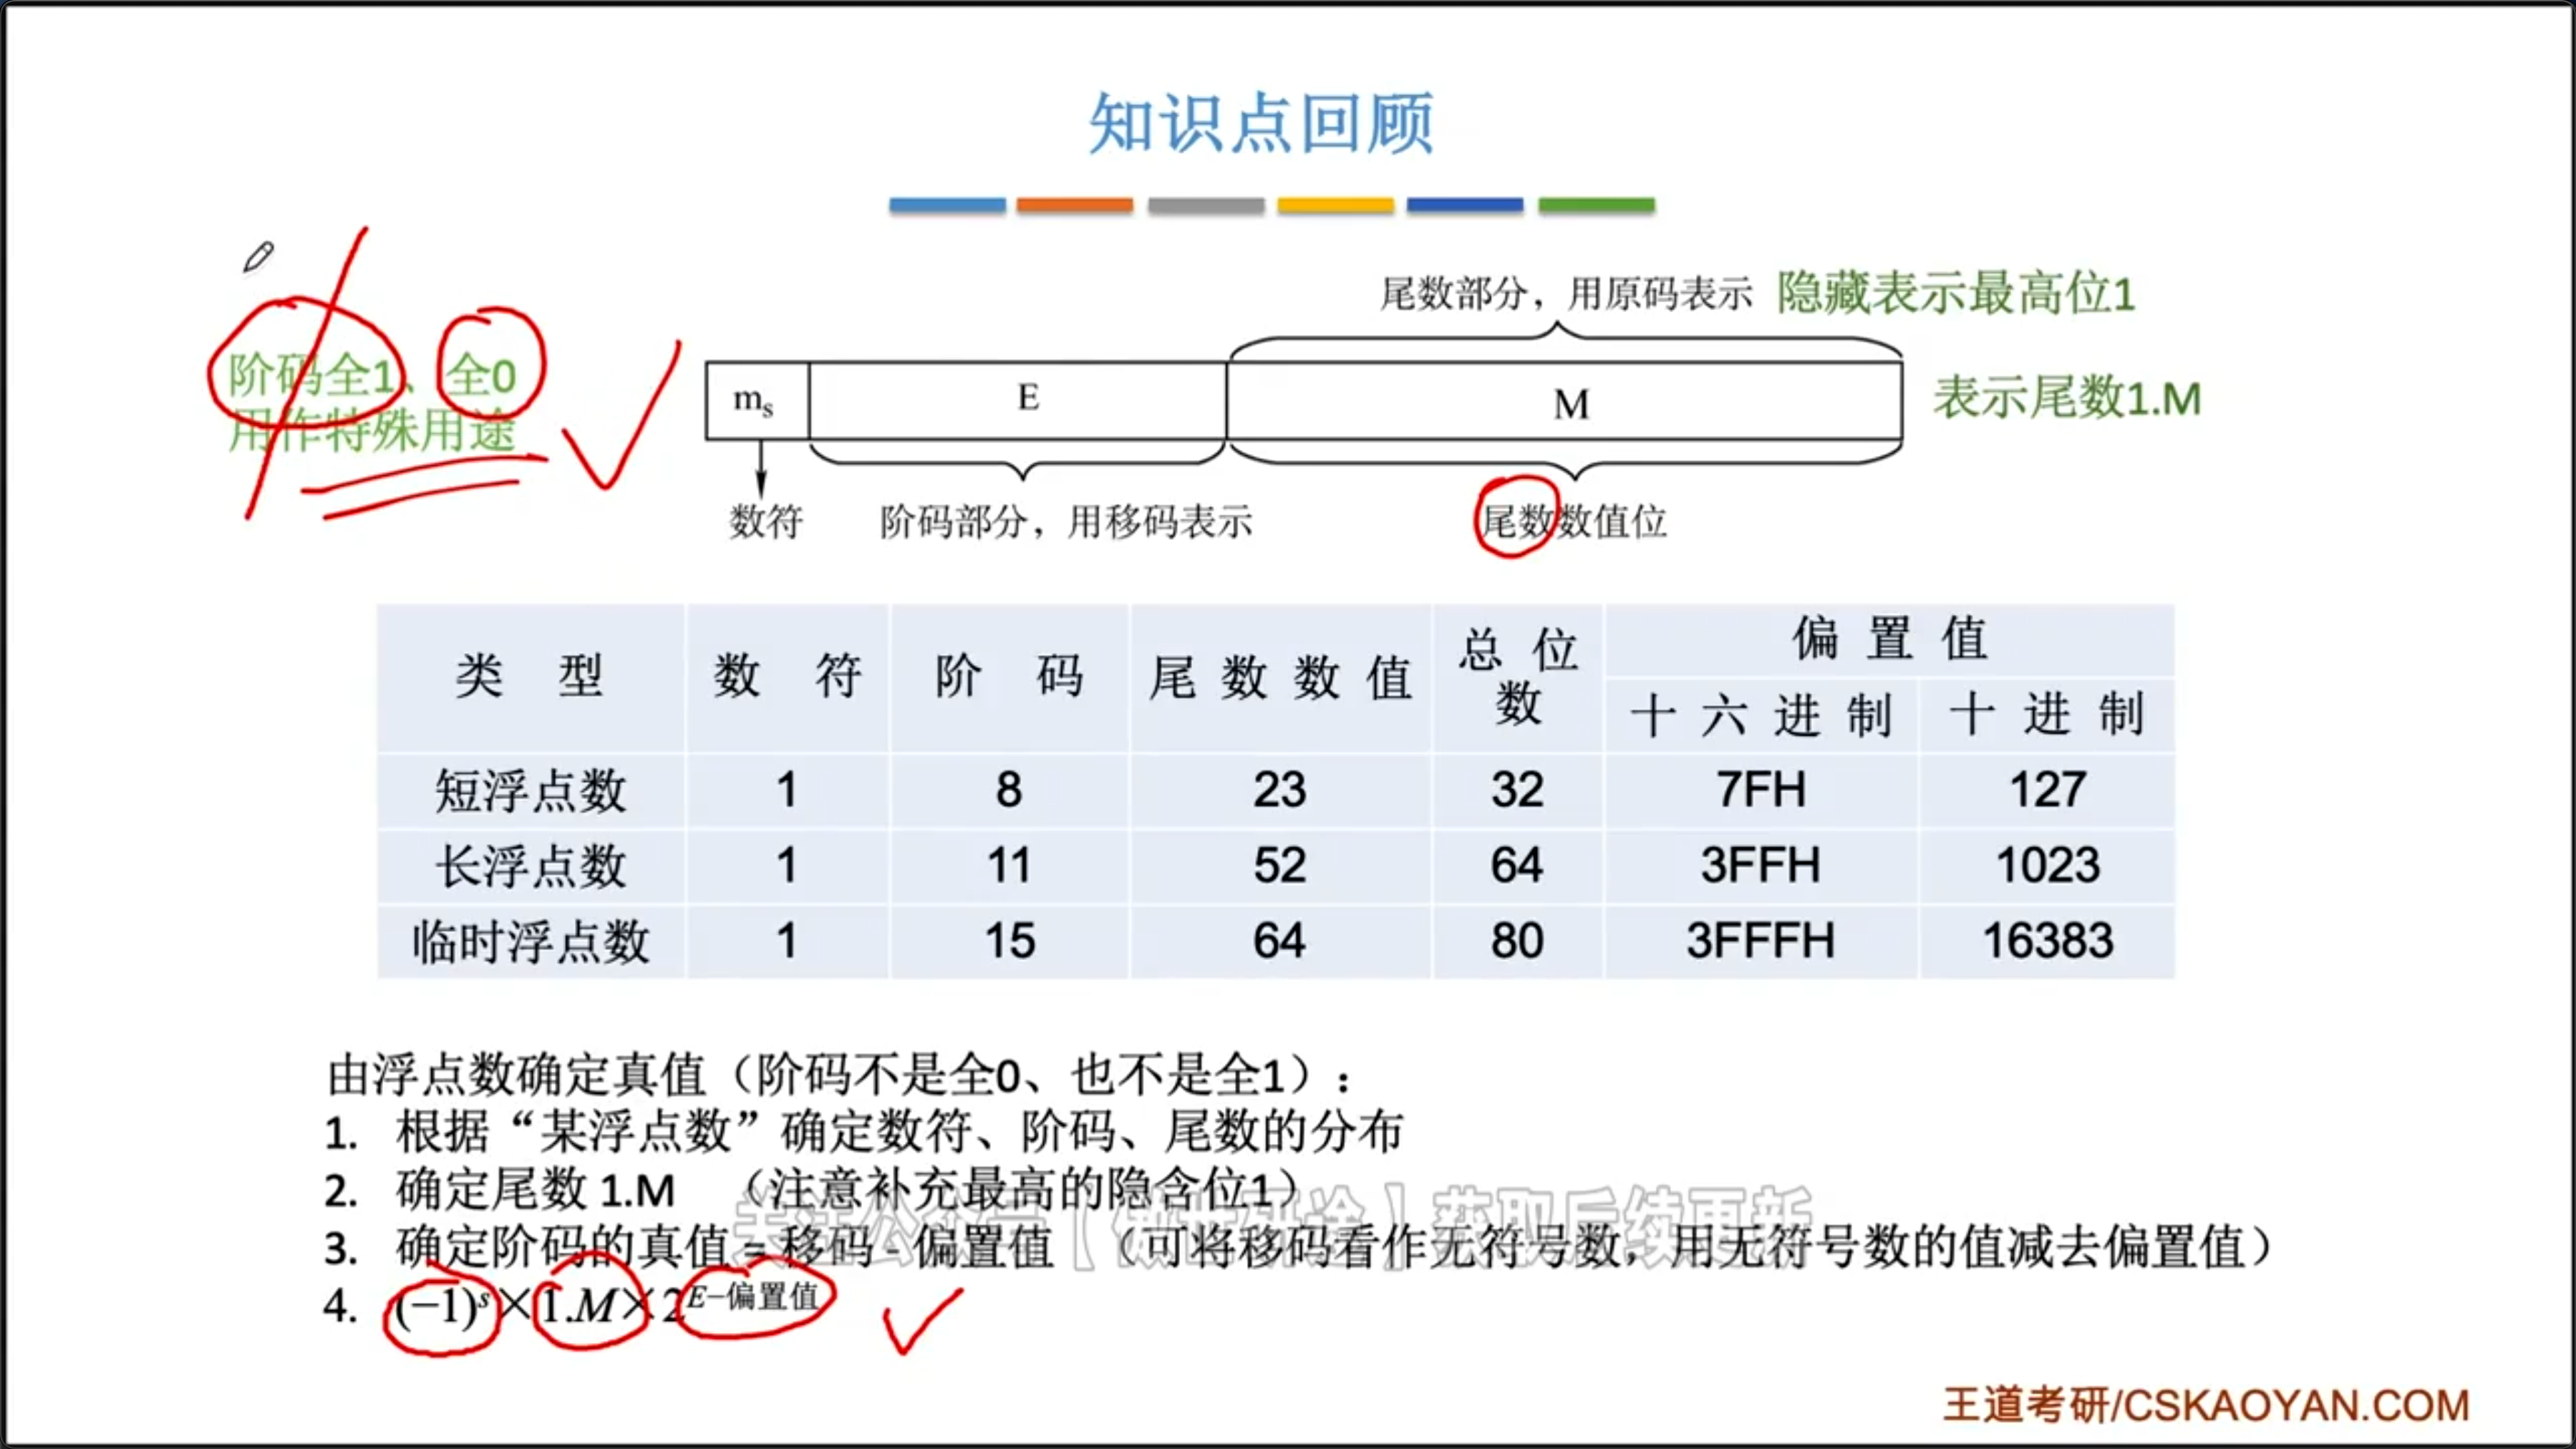 知识点回顾
尾数部分，用原码表示 隐藏表示最高位1
阶码全1、全0
用作特殊用途
mₛ E M 表示尾数1.M
数符 阶码部分，用移码表示 尾数数值位
类 型 数 符 阶 码 尾数数值 总位数 偏置值
十六进制 十进制
短浮点数 1 8 23 32 7FH 127
长浮点数 1 11 52 64 3FFH 1023
临时浮点数 1 15 64 80 3FFFH 16383
由浮点数确定真值（阶码不是全0、也不是全1）：
1. 根据“某浮点数”确定数符、阶码、尾数的分布
2. 确定尾数 1.M （注意补充最高的隐含位1）
关注公众号【傲世研途】获取后续更新
3. 确定阶码的真值 = 移码 - 偏置值 （可将移码看作无符号数，用无符号数的值减去偏置值）
4. (−1)ˢ×1.M×2^(E−偏置值)
王道考研/CSKAOYAN.COM